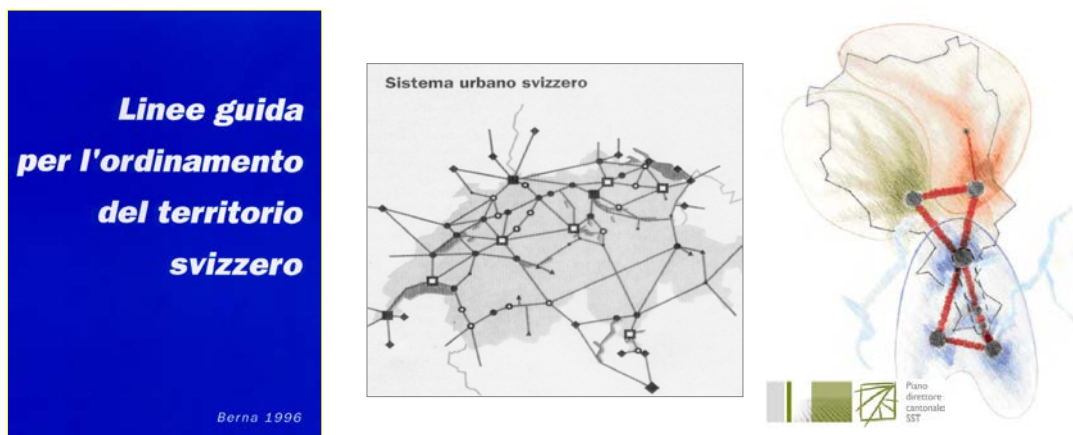 Linee guida
per l'ordinamento
del territorio
svizzero
Berna 1996
Sistema urbano svizzero
Piano
direttore
cantonale
SST